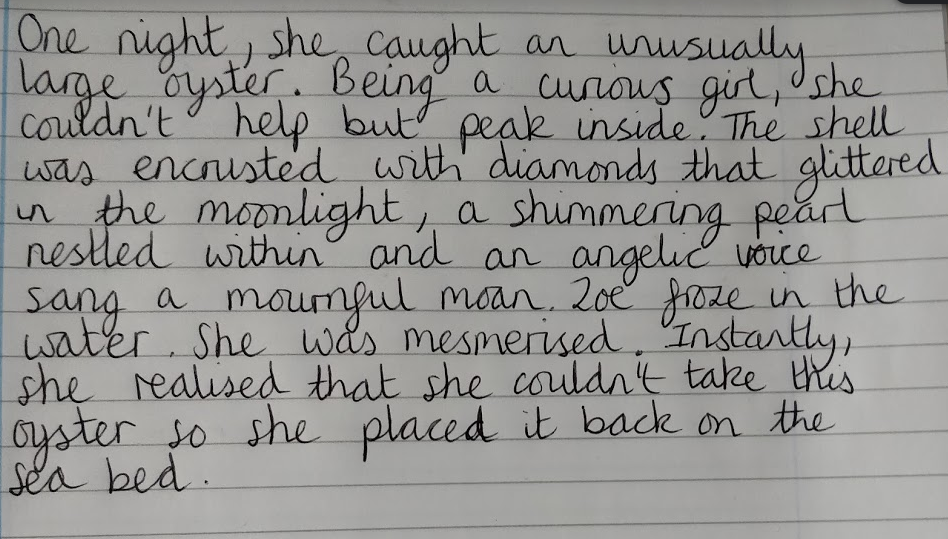 One night, she caught an unusually
large oyster. Being a curious girl, she
couldn't help but peak inside. The shell
was encrusted with diamonds that glittered
in the moonlight, a shimmering pearl
nestled within and an angelic voice
sang a mournful moan. Zoë froze in the
water. She was mesmerised. Instantly,
she realised that she couldn't take this
oyster so she placed it back on the
sea bed.